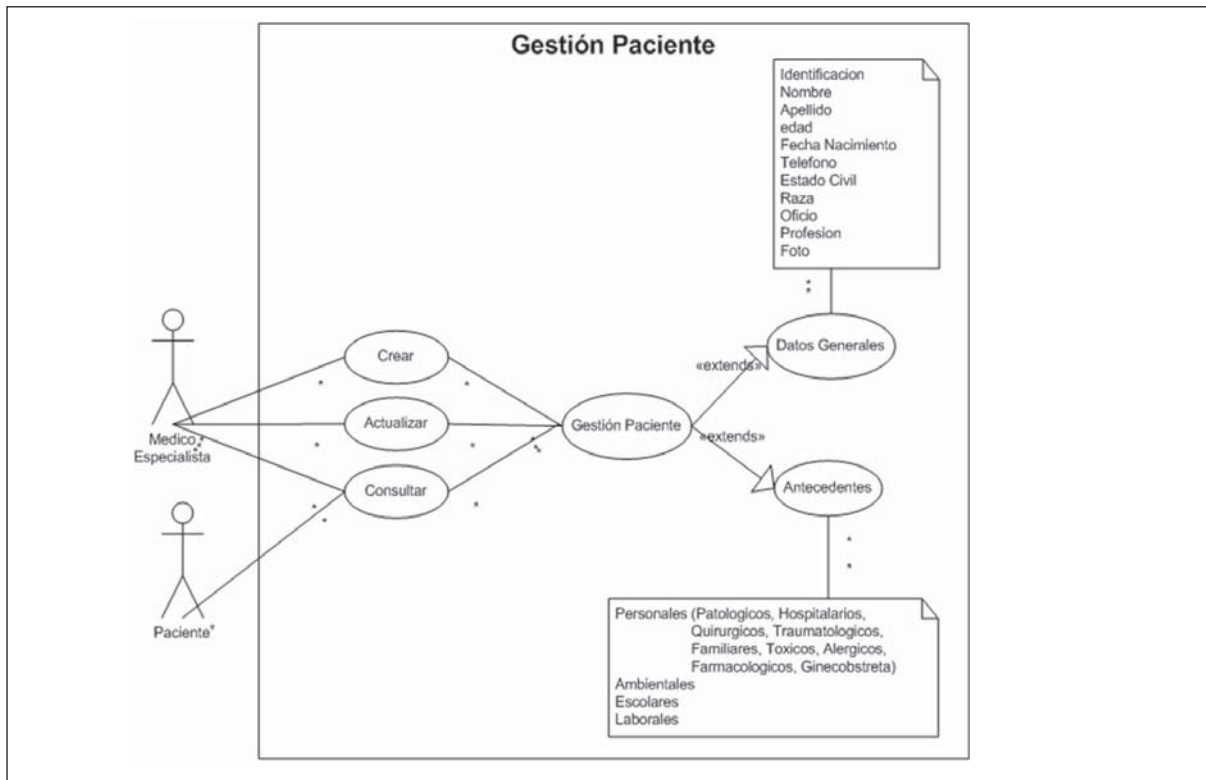 Gestión Paciente
Identificacion
Nombre
Apellido
edad
Fecha Nacimiento
Telefono
Estado Civil
Raza
Oficio
Profesion
Foto
*
*
Datos Generales
«extends»
Crear
*
*
Actualizar
*
*
Gestión Paciente
*
*
«extends»
Medico
*
*
Especialista
Consultar
*
*
*
Antecedentes
*
*
Paciente
*
Personales (Patologicos, Hospitalarios,
Quirurgicos, Traumatologicos,
Familiares, Toxicos, Alergicos,
Farmacologicos, Ginecobstreta)
Ambientales
Escolares
Laborales